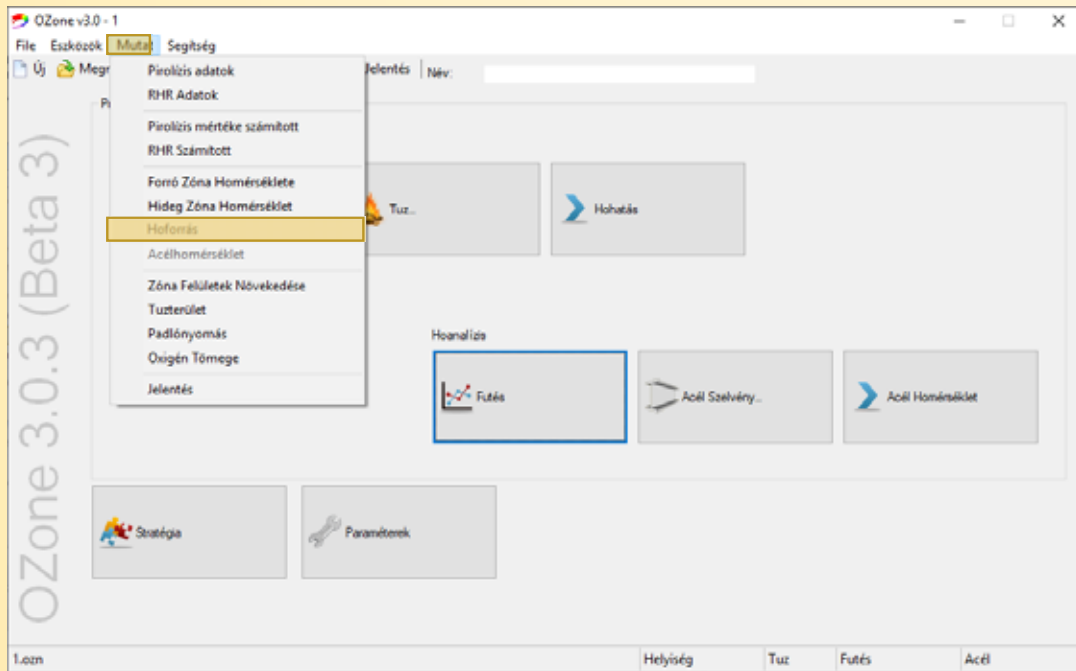 OZone v3.0 - 1
File Eszközök Mutat Segítség
Új Jelentés Név:
Pirolízis adatok
RHR Adatok
Pirolízis mértéke számított
RHR Számított
Forró Zóna Homérséklete
Hideg Zóna Homérséklet
Hoforrás
Acélhomérséklet
Zóna Felületek Növekedése
Tuzterület
Padlónyomás
Oxigén Tömege
Jelentés
Tuz...
Hohatás
Hoanalízis
Futés
Acél Szelvény...
Acél Homérséklet
Stratégia
Paraméterek
OZone 3.0.3 (Beta 3)
1.ozn Helyiség Tuz Futés Acél